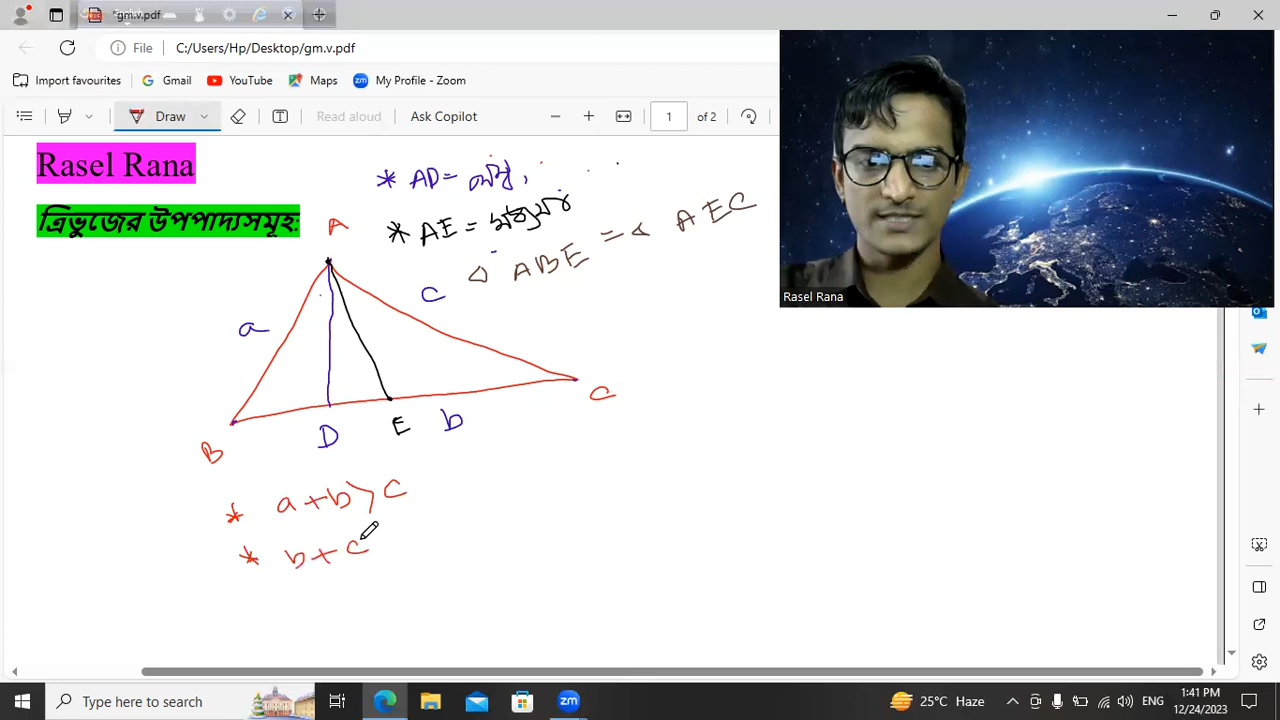 *gm.v.pdf
File C:/Users/Hp/Desktop/gm.v.pdf
Import favourites Gmail YouTube Maps My Profile - Zoom
Draw Read aloud Ask Copilot 1 of 2
Rasel Rana
ত্রিভুজের উপপাদ্যসমূহ:
* AD = লম্ব,
* AE = মধ্যমা
△ ABE = △ AEC
A
a
c
C
B
D
E
b
* a + b > c
* b + c
Rasel Rana
Type here to search
25°C Haze
ENG
1:41 PM
12/24/2023